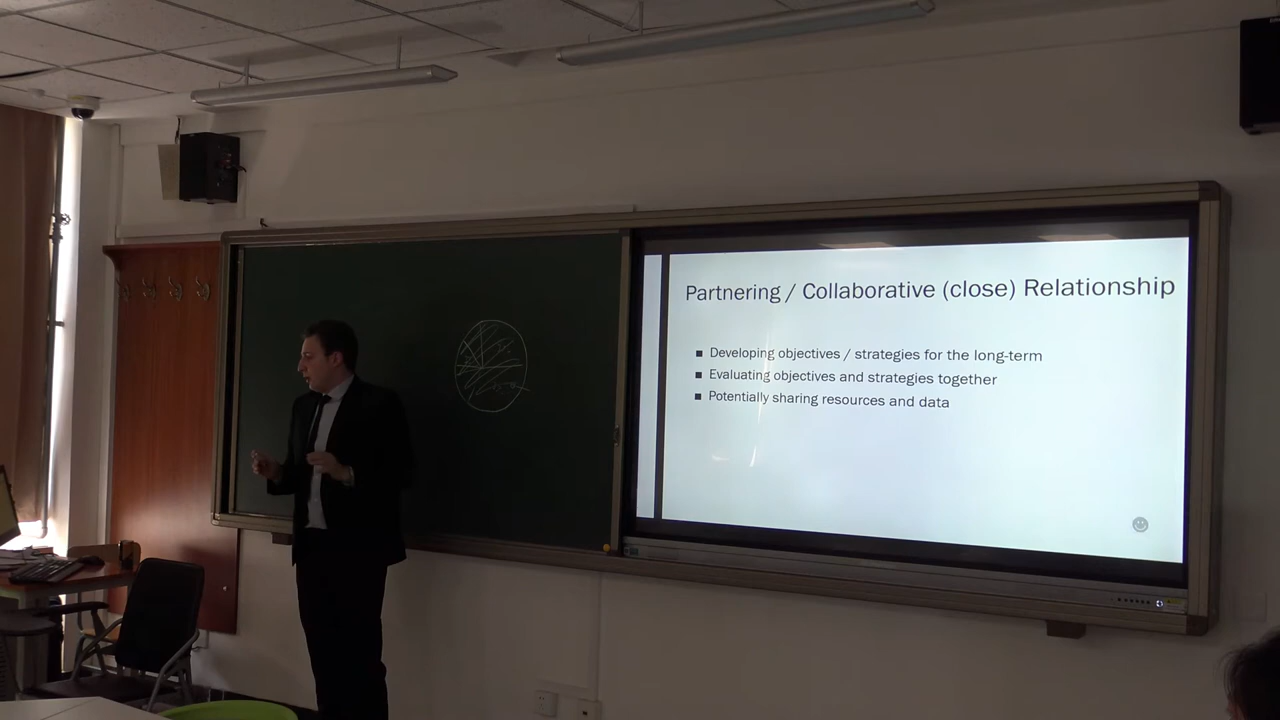 Partnering / Collaborative (close) Relationship
Developing objectives / strategies for the long-term
Evaluating objectives and strategies together
Potentially sharing resources and data